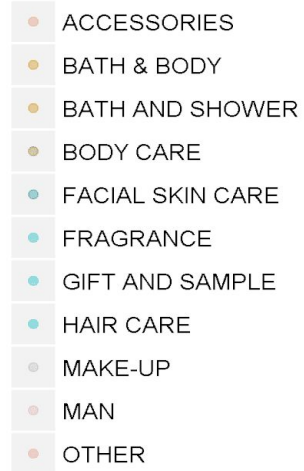 ACCESSORIES
BATH & BODY
BATH AND SHOWER
BODY CARE
FACIAL SKIN CARE
FRAGRANCE
GIFT AND SAMPLE
HAIR CARE
MAKE-UP
MAN
OTHER